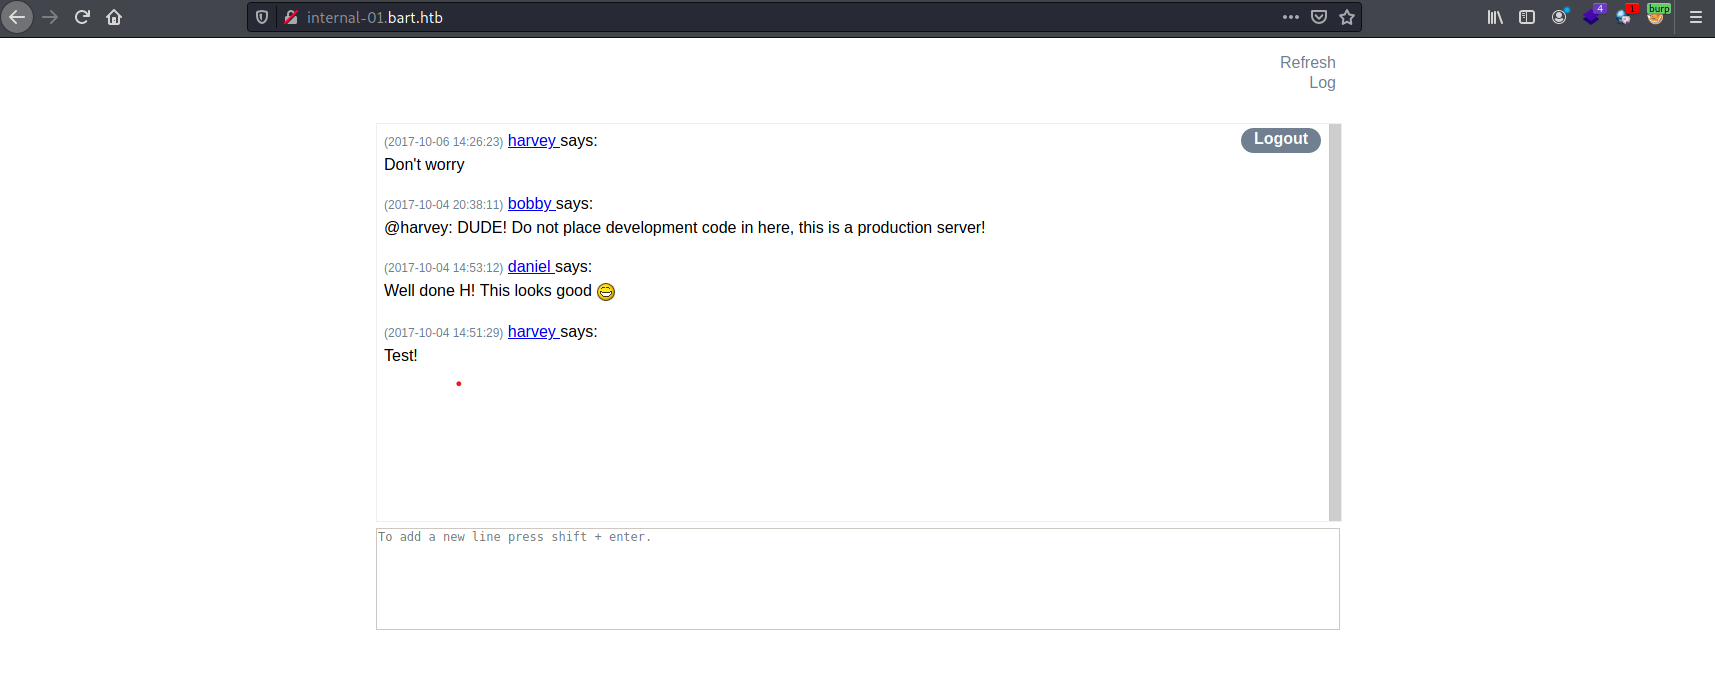 internal-01.bart.htb
4
1
burp
Refresh
Log
Logout
(2017-10-06 14:26:23) harvey says:
Don't worry
(2017-10-04 20:38:11) bobby says:
@harvey: DUDE! Do not place development code in here, this is a production server!
(2017-10-04 14:53:12) daniel says:
Well done H! This looks good
(2017-10-04 14:51:29) harvey says:
Test!
To add a new line press shift + enter.